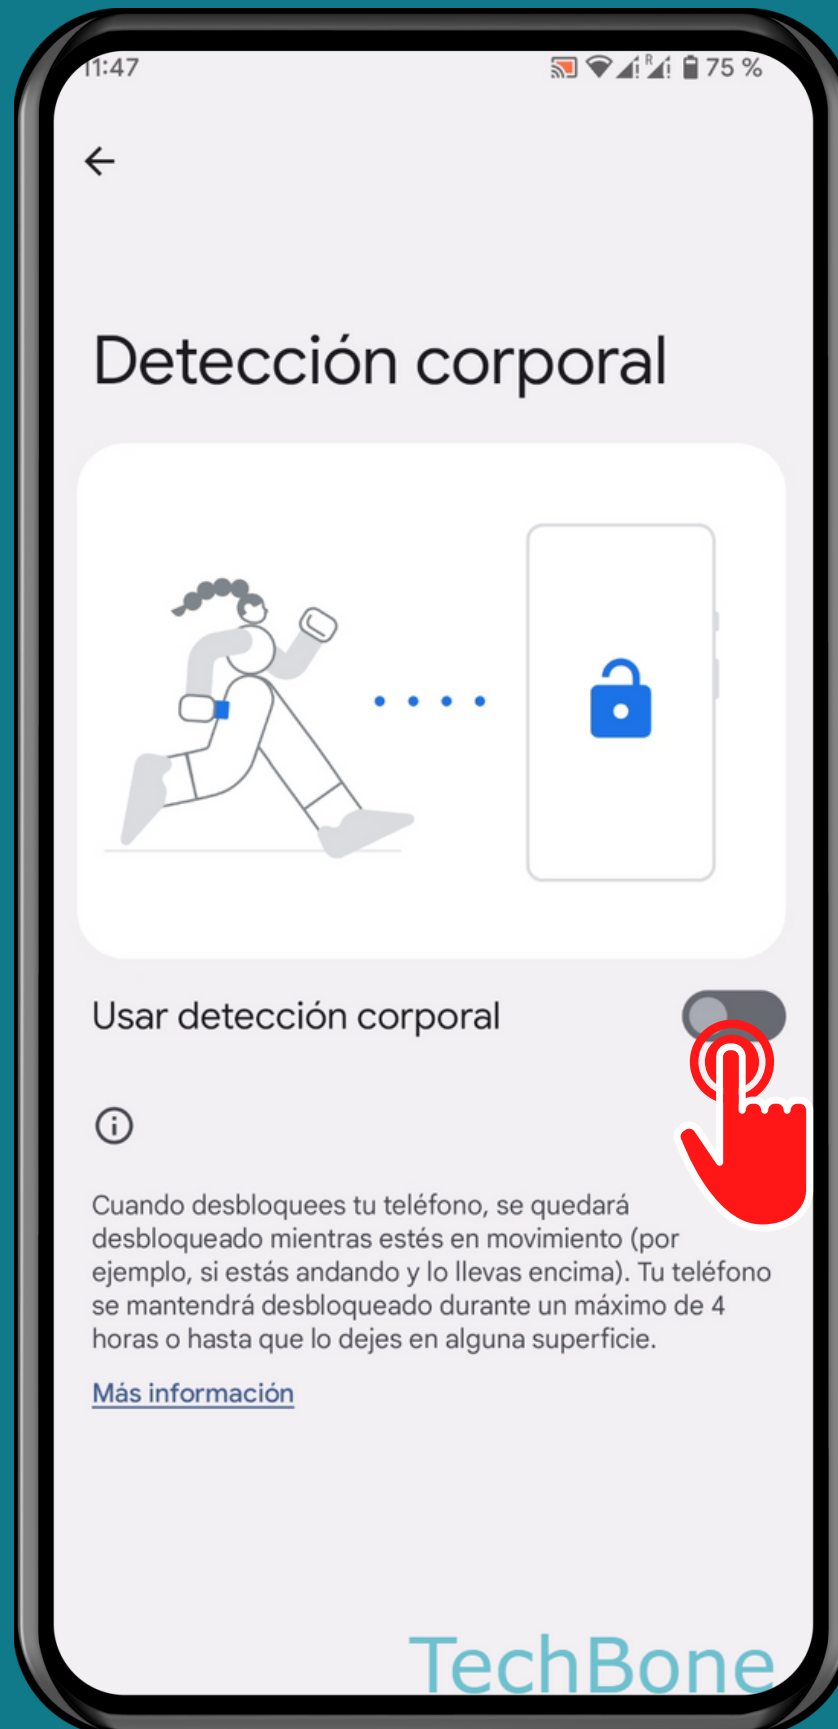 11:47
R
75 %
Detección corporal
Usar detección corporal
Cuando desbloquees tu teléfono, se quedará
desbloqueado mientras estés en movimiento (por
ejemplo, si estás andando y lo llevas encima). Tu teléfono
se mantendrá desbloqueado durante un máximo de 4
horas o hasta que lo dejes en alguna superficie.
Más información
TechBone